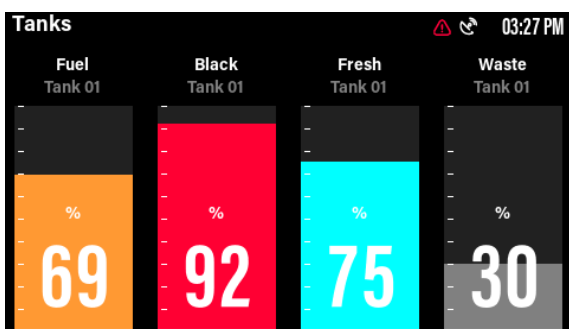 Tanks 03:27 PM
Fuel Black Fresh Waste
Tank 01 Tank 01 Tank 01 Tank 01
% % % %
69 92 75 30